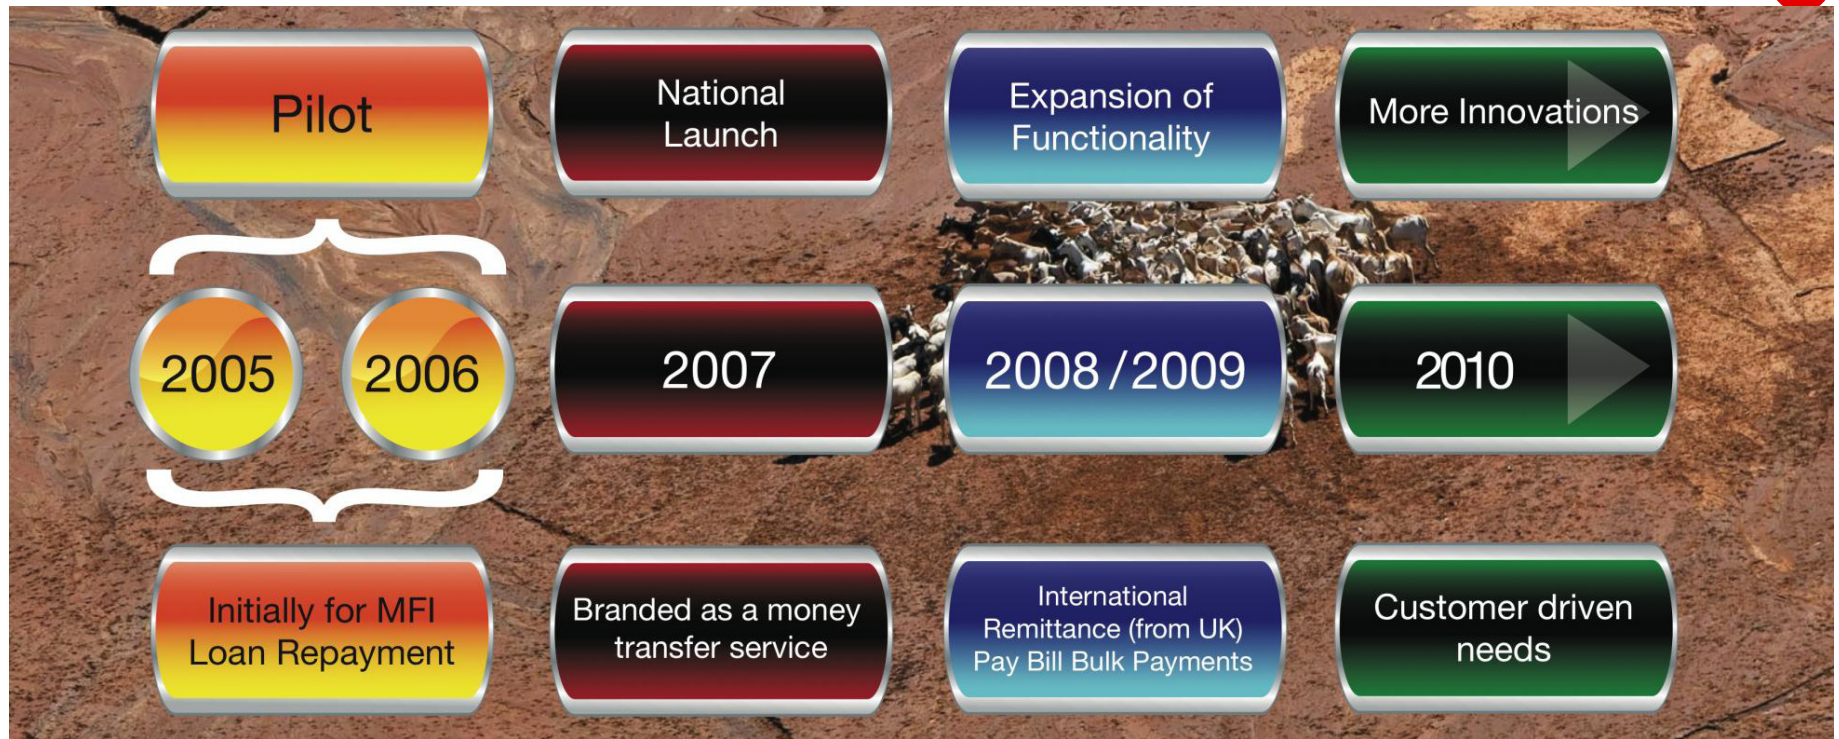 Pilot
National
Launch
Expansion of
Functionality
More Innovations
2005
2006
2007
2008/2009
2010
Initially for MFI
Loan Repayment
Branded as a money
transfer service
International
Remittance (from UK)
Pay Bill Bulk Payments
Customer driven
needs